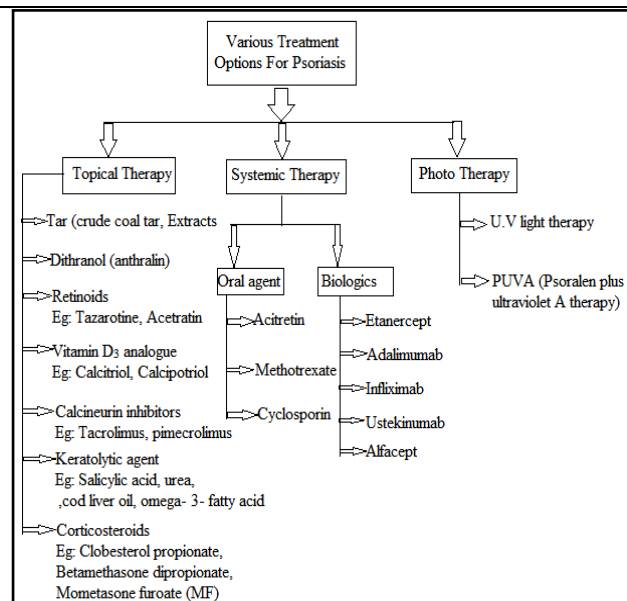 Various Treatment
Options For Psoriasis
Topical Therapy
Systemic Therapy
Photo Therapy
Tar (crude coal tar, Extracts
Dithranol (anthralin)
Retinoids
Eg: Tazarotine, Acetratin
Vitamin D₃ analogue
Eg: Calcitriol, Calcipotriol
Calcineurin inhibitors
Eg: Tacrolimus, pimecrolimus
Keratolytic agent
Eg: Salicylic acid, urea,
,cod liver oil, omega- 3- fatty acid
Corticosteroids
Eg: Clobesterol propionate,
Betamethasone dipropionate,
Mometasone furoate (MF)
Oral agent
Acitretin
Methotrexate
Cyclosporin
Biologics
Etanercept
Adalimumab
Infliximab
Ustekinumab
Alfacept
U.V light therapy
PUVA (Psoralen plus
ultraviolet A therapy)